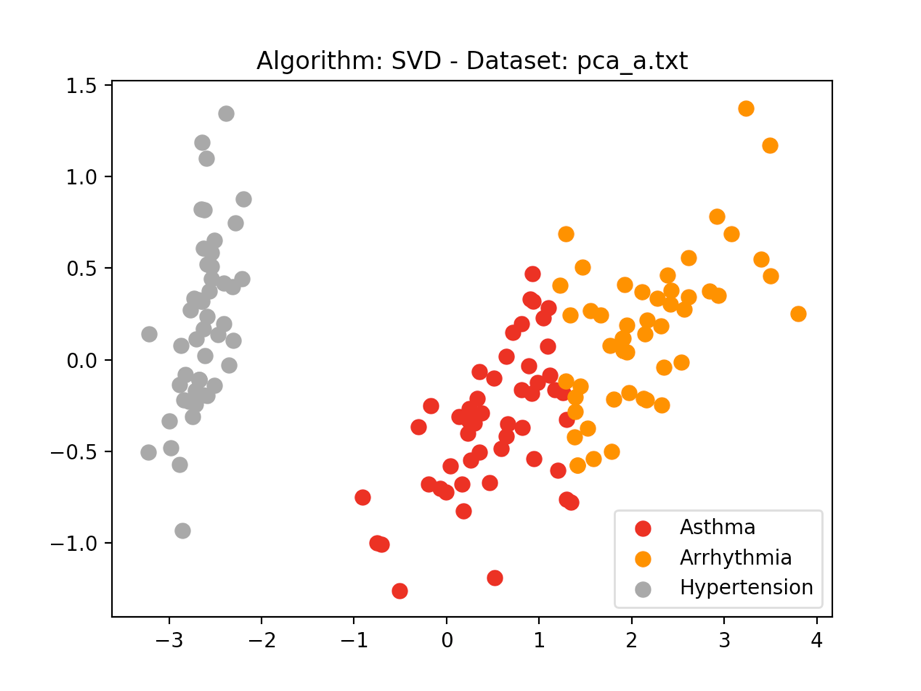 Algorithm: SVD - Dataset: pca_a.txt
1.5
1.0
0.5
0.0
−0.5
−1.0
−3 −2 −1 0 1 2 3 4
Asthma
Arrhythmia
Hypertension